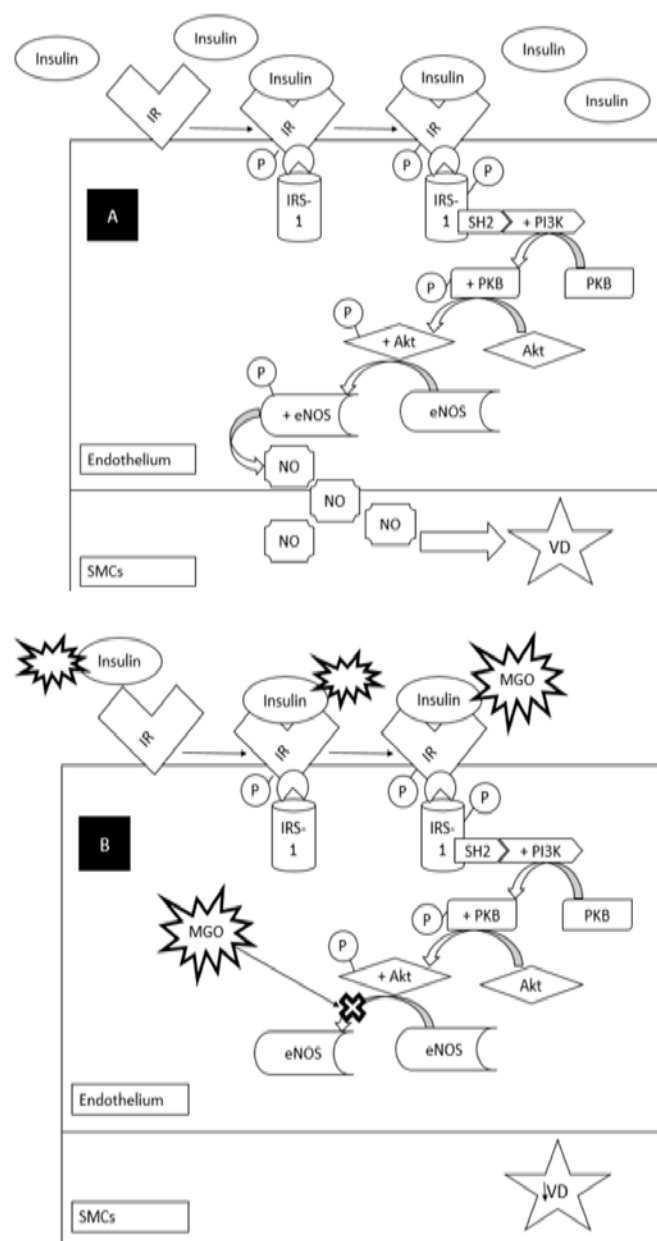 Insulin
Insulin
Insulin
Insulin
Insulin
Insulin
IR
IR
IR
P
P
P
IRS-
1
IRS-
1
A
SH2
+ PI3K
P
+ PKB
PKB
P
+ Akt
Akt
P
+ eNOS
eNOS
Endothelium
NO
NO
NO
NO
VD
SMCs
Insulin
Insulin
Insulin
MGO
IR
IR
IR
P
P
P
IRS-
1
IRS-
1
B
SH2
+ PI3K
MGO
P
+ PKB
PKB
P
+ Akt
Akt
eNOS
eNOS
Endothelium
↓VD
SMCs